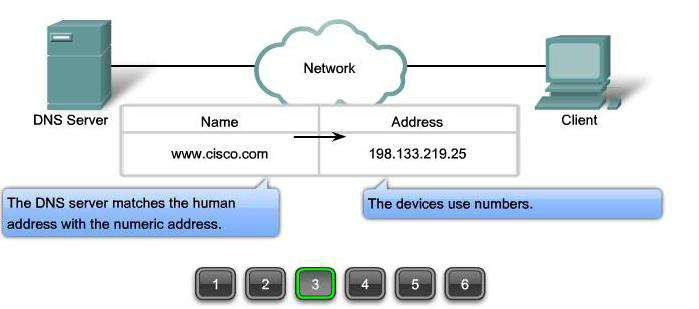 Network
DNS Server
Client
Name Address
www.cisco.com 198.133.219.25
The DNS server matches the human
address with the numeric address.
The devices use numbers.
1 2 3 4 5 6